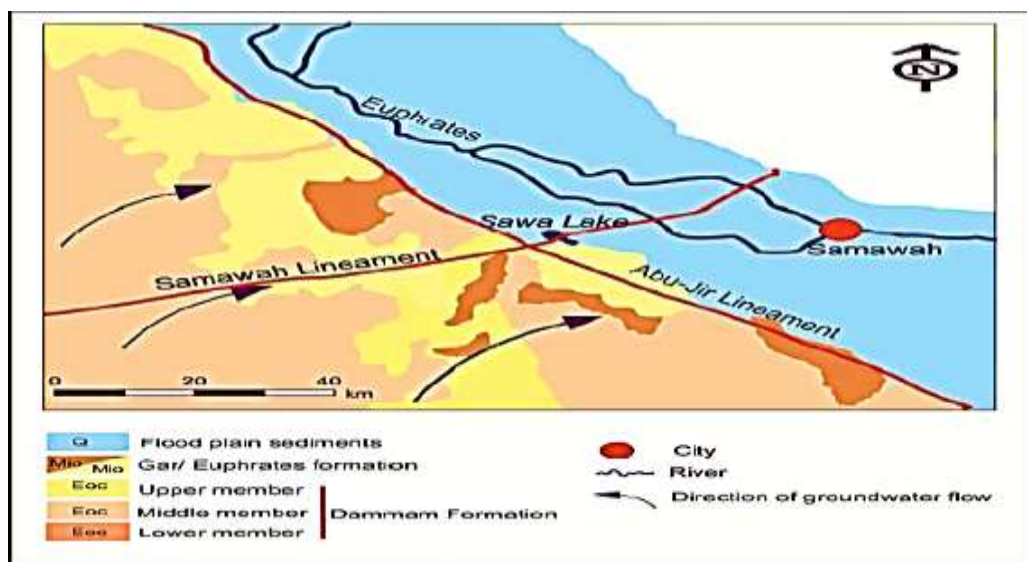 N
Euphrates
Sawa Lake
Samawah
Samawah Lineament
Abu-Jir Lineament
0 20 40
km
Q Flood plain sediments
Mio Mio Gar/ Euphrates formation
Eoc Upper member
Eoc Middle member
Eoc Lower member
Dammam Formation
City
River
Direction of groundwater flow